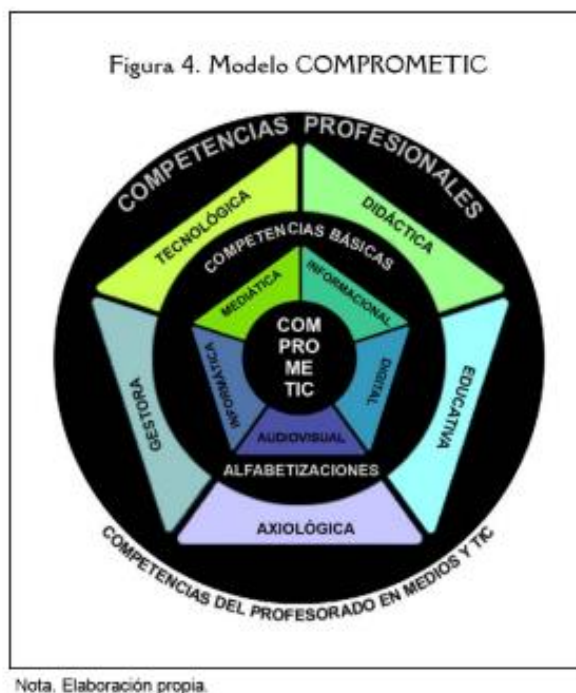 Figura 4. Modelo COMPROMETIC
COMPETENCIAS PROFESIONALES
TECNOLÓGICA
DIDÁCTICA
COMPETENCIAS BÁSICAS
MEDIÁTICA
INFORMACIONAL
COM
PRO
ME
TIC
INFORMÁTICA
DIGITAL
GESTORA
EDUCATIVA
AUDIOVISUAL
ALFABETIZACIONES
AXIOLÓGICA
COMPETENCIAS DEL PROFESORADO EN MEDIOS Y TIC
Nota. Elaboración propia.